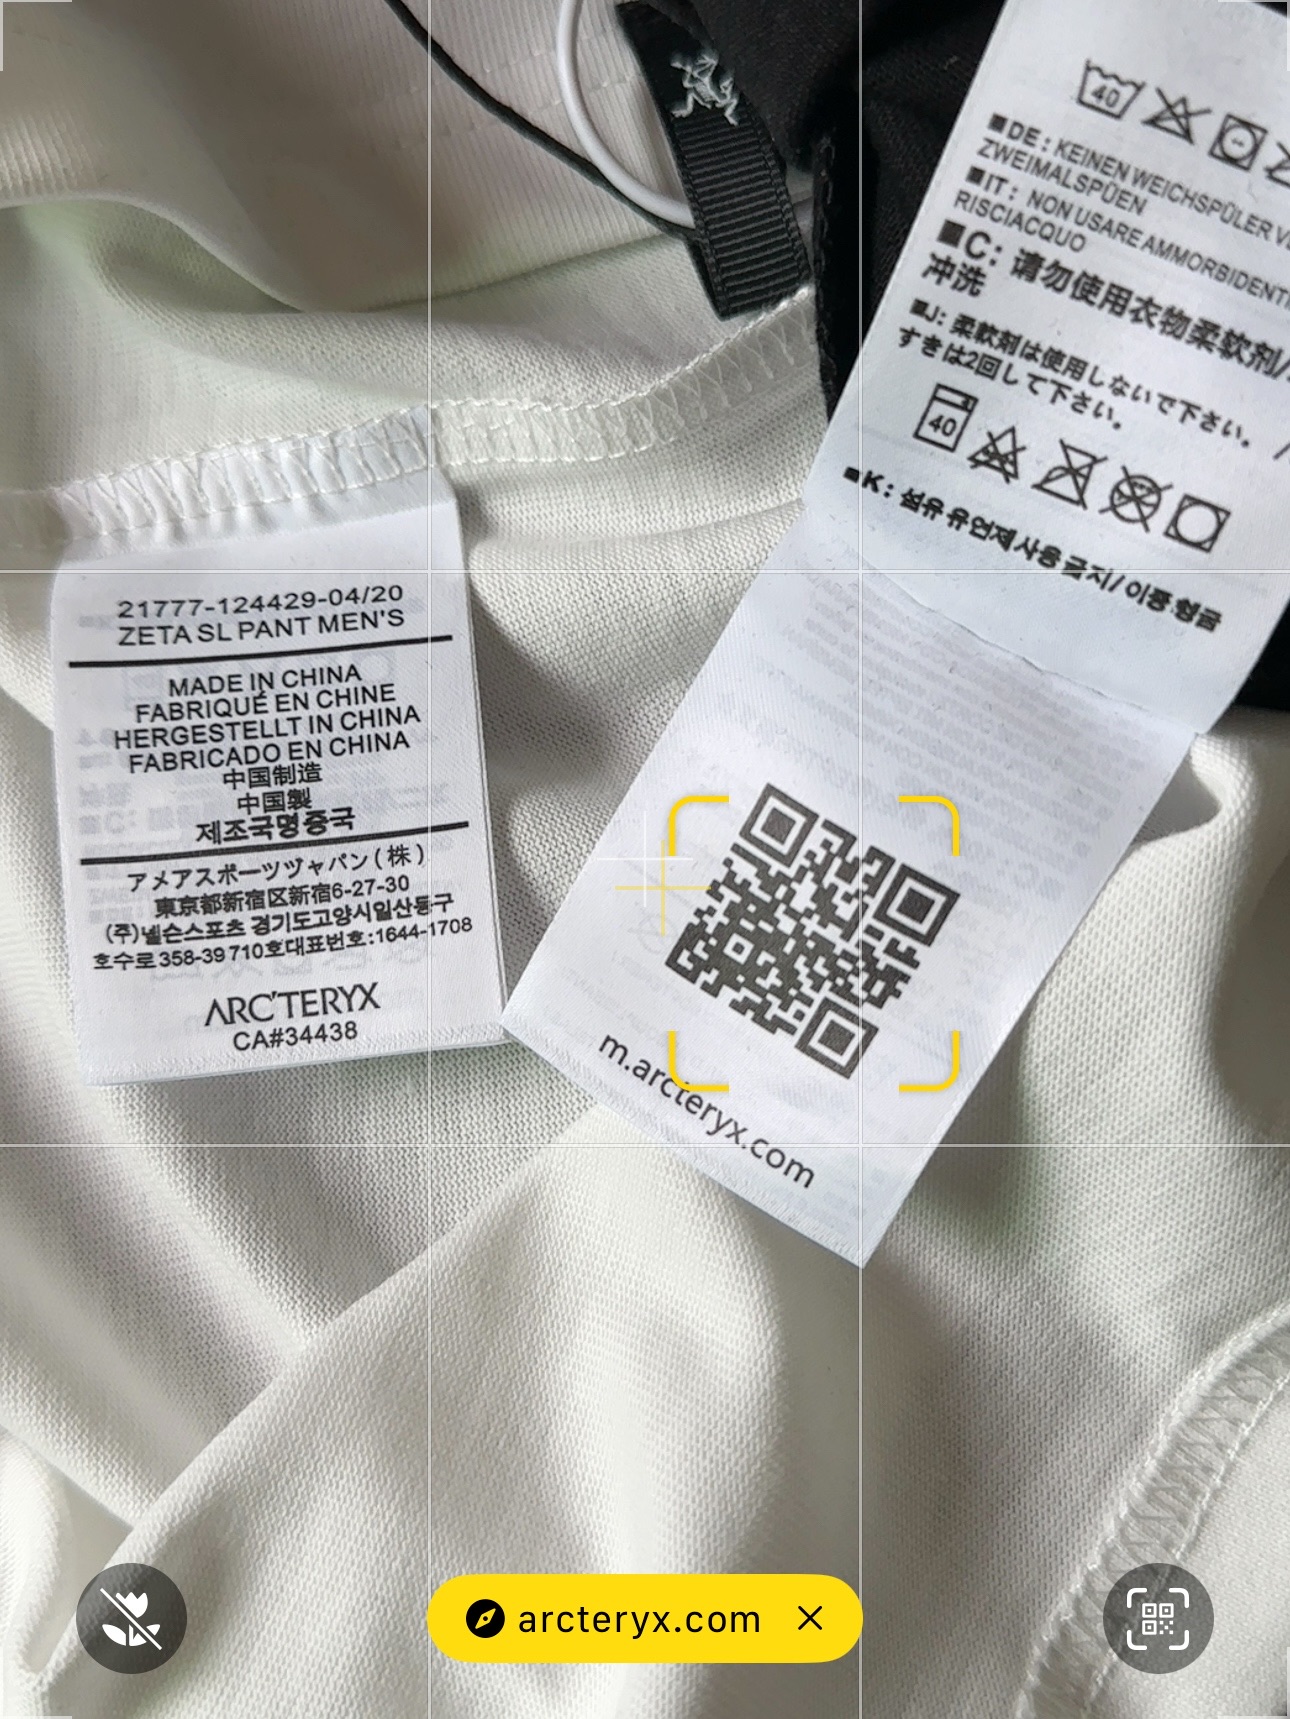 40
■DE : KEINEN WEICHSPÜLER
ZWEIMALSPÜEN
■IT : NON USARE AMMORBIDENT
RISCIACQUO
■C: 请勿使用衣物柔软剂/
冲洗
■J: 柔軟剤は使用しないで下さい。 /
すきは2回して下さい。
40
■K: 섬유유연제사용금지/이중헹굼
21777-124429-04/20
ZETA SL PANT MEN'S
MADE IN CHINA
FABRIQUÉ EN CHINE
HERGESTELLT IN CHINA
FABRICADO EN CHINA
中国制造
中国製
제조국명중국
アメアスポーツヅャパン(株)
東京都新宿区新宿6-27-30
(주)넬슨스포츠 경기도고양시일산동구
호수로358-39 710호대표번호:1644-1708
ARC'TERYX
CA#34438
m.arcteryx.com
arcteryx.com